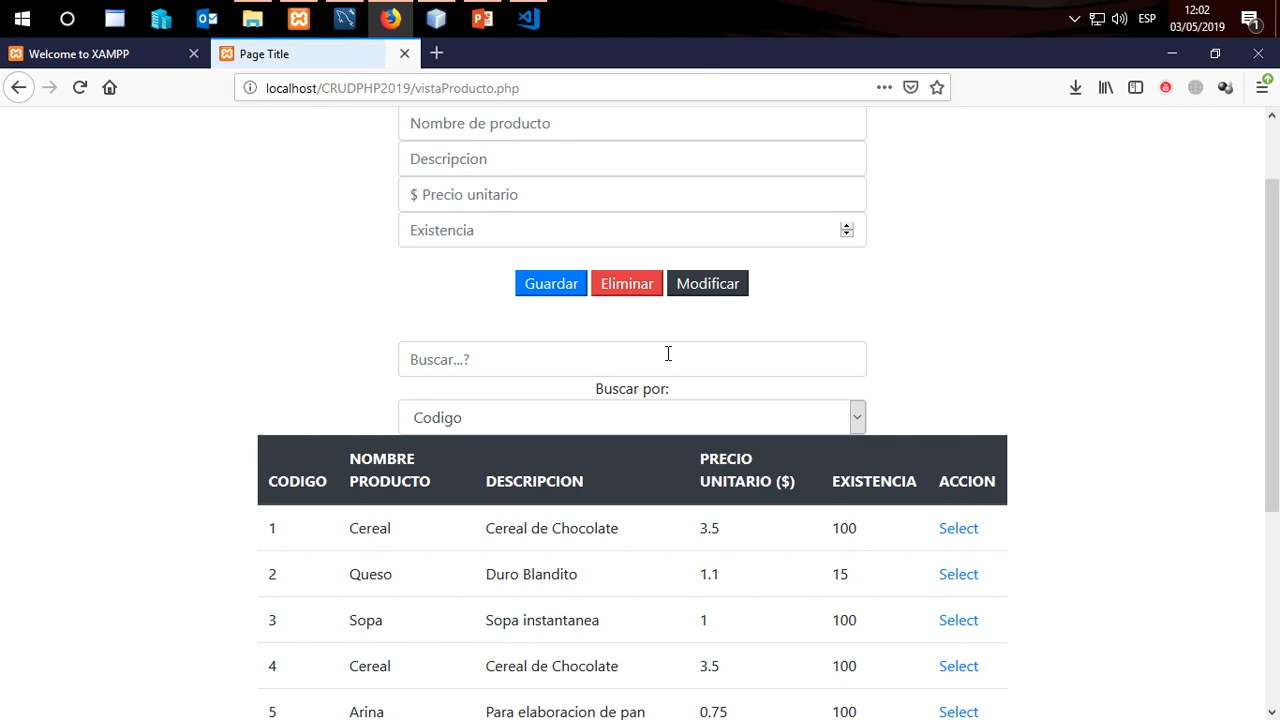 12:02
ESP
03/05/2019
1
Welcome to XAMPP
Page Title
localhost/CRUDPHP2019/vistaProducto.php
Nombre de producto
Descripcion
$ Precio unitario
Existencia
Guardar Eliminar Modificar
Buscar...?
Buscar por:
Codigo
CODIGO NOMBRE PRODUCTO DESCRIPCION PRECIO UNITARIO ($) EXISTENCIA ACCION
1 Cereal Cereal de Chocolate 3.5 100 Select
2 Queso Duro Blandito 1.1 15 Select
3 Sopa Sopa instantanea 1 100 Select
4 Cereal Cereal de Chocolate 3.5 100 Select
5 Arina Para elaboracion de pan 0.75 100 Select